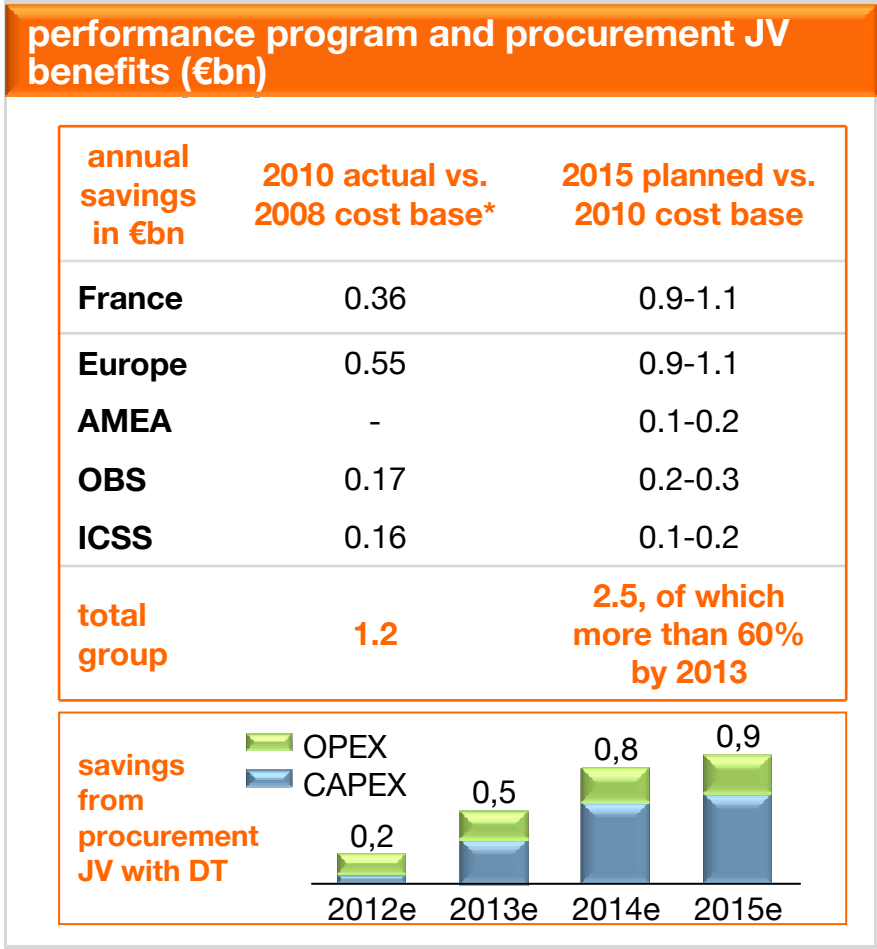 performance program and procurement JV
benefits (€bn)
annual
savings
in €bn
2010 actual vs.
2008 cost base*
2015 planned vs.
2010 cost base
France 0.36 0.9-1.1
Europe 0.55 0.9-1.1
AMEA - 0.1-0.2
OBS 0.17 0.2-0.3
ICSS 0.16 0.1-0.2
total
group
1.2
2.5, of which
more than 60%
by 2013
savings
from
procurement
JV with DT
OPEX
CAPEX
0,2 0,5 0,8 0,9
2012e 2013e 2014e 2015e